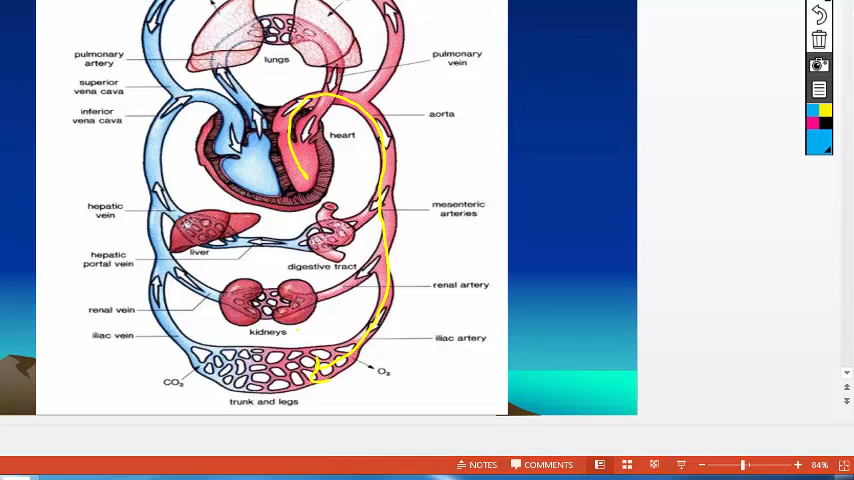 pulmonary
artery
lungs
pulmonary
vein
superior
vena cava
inferior
vena cava
aorta
heart
hepatic
vein
mesenteric
arteries
liver
hepatic
portal vein
digestive tract
renal artery
renal vein
kidneys
iliac vein
iliac artery
CO2
O2
trunk and legs
NOTES
COMMENTS
84%